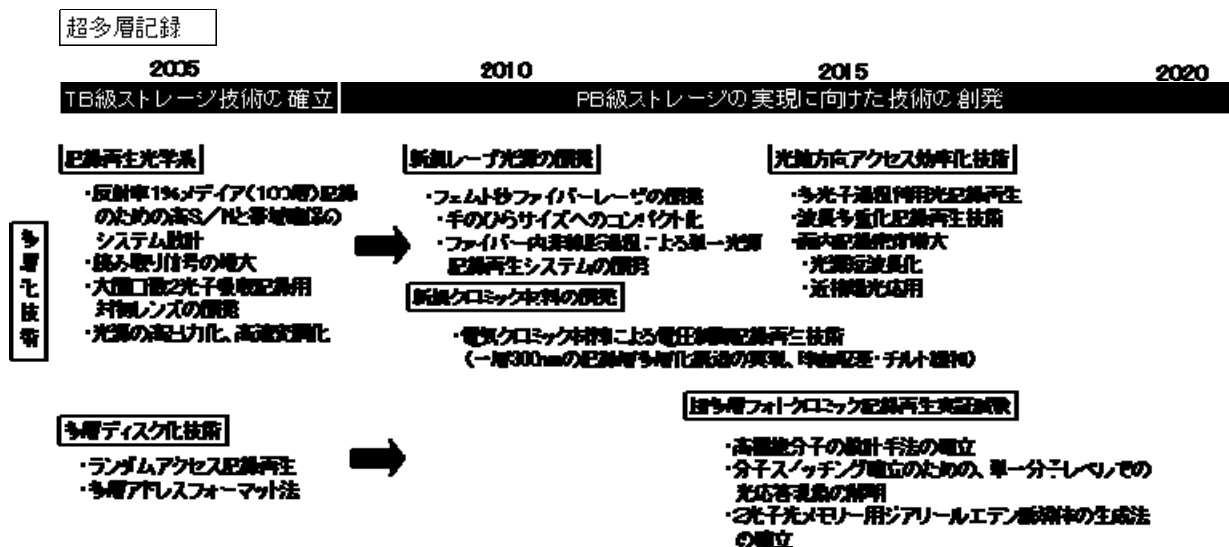 超多層記録
2005 2010 2015 2020
TB級ストレージ技術の確立 PB級ストレージの実現に向けた技術の創発
記録再生光学系
・反射率1%メディア(100層)記録
のための高S/Nと帯域確保の
システム設計
・読み取り信号の増大
・大開口数2光子吸収記録用
対物レンズの開発
・光源の高出力化、高速変調化
多層化技術
新規レーザ光源の開発
・フェムト秒ファイバーレーザの開発
・手のひらサイズへのコンパクト化
・ファイバー内非線形過程による単一光源
記録再生システムの開発
新規クロミック材料の開発
・電気クロミック材料による電圧制御記録再生技術
(一層300nmの記録層多層化構造の実現、球面収差・チルト緩和)
光軸方向アクセス効率化技術
・多光子過程利用光記録再生
・波長多重化記録再生技術
・面内記録密度増大
・光源短波長化
・近接場光応用
多層ディスク化技術
・ランダムアクセス記録再生
・多層アドレスフォーマット法
超多層フォトクロミック記録再生実証試験
・高機能分子の設計手法の確立
・分子スイッチング確立のための、単一分子レベルでの
光応答現象の解明
・2光子光メモリー用ジアリールエテン誘導体の生成法
の確立